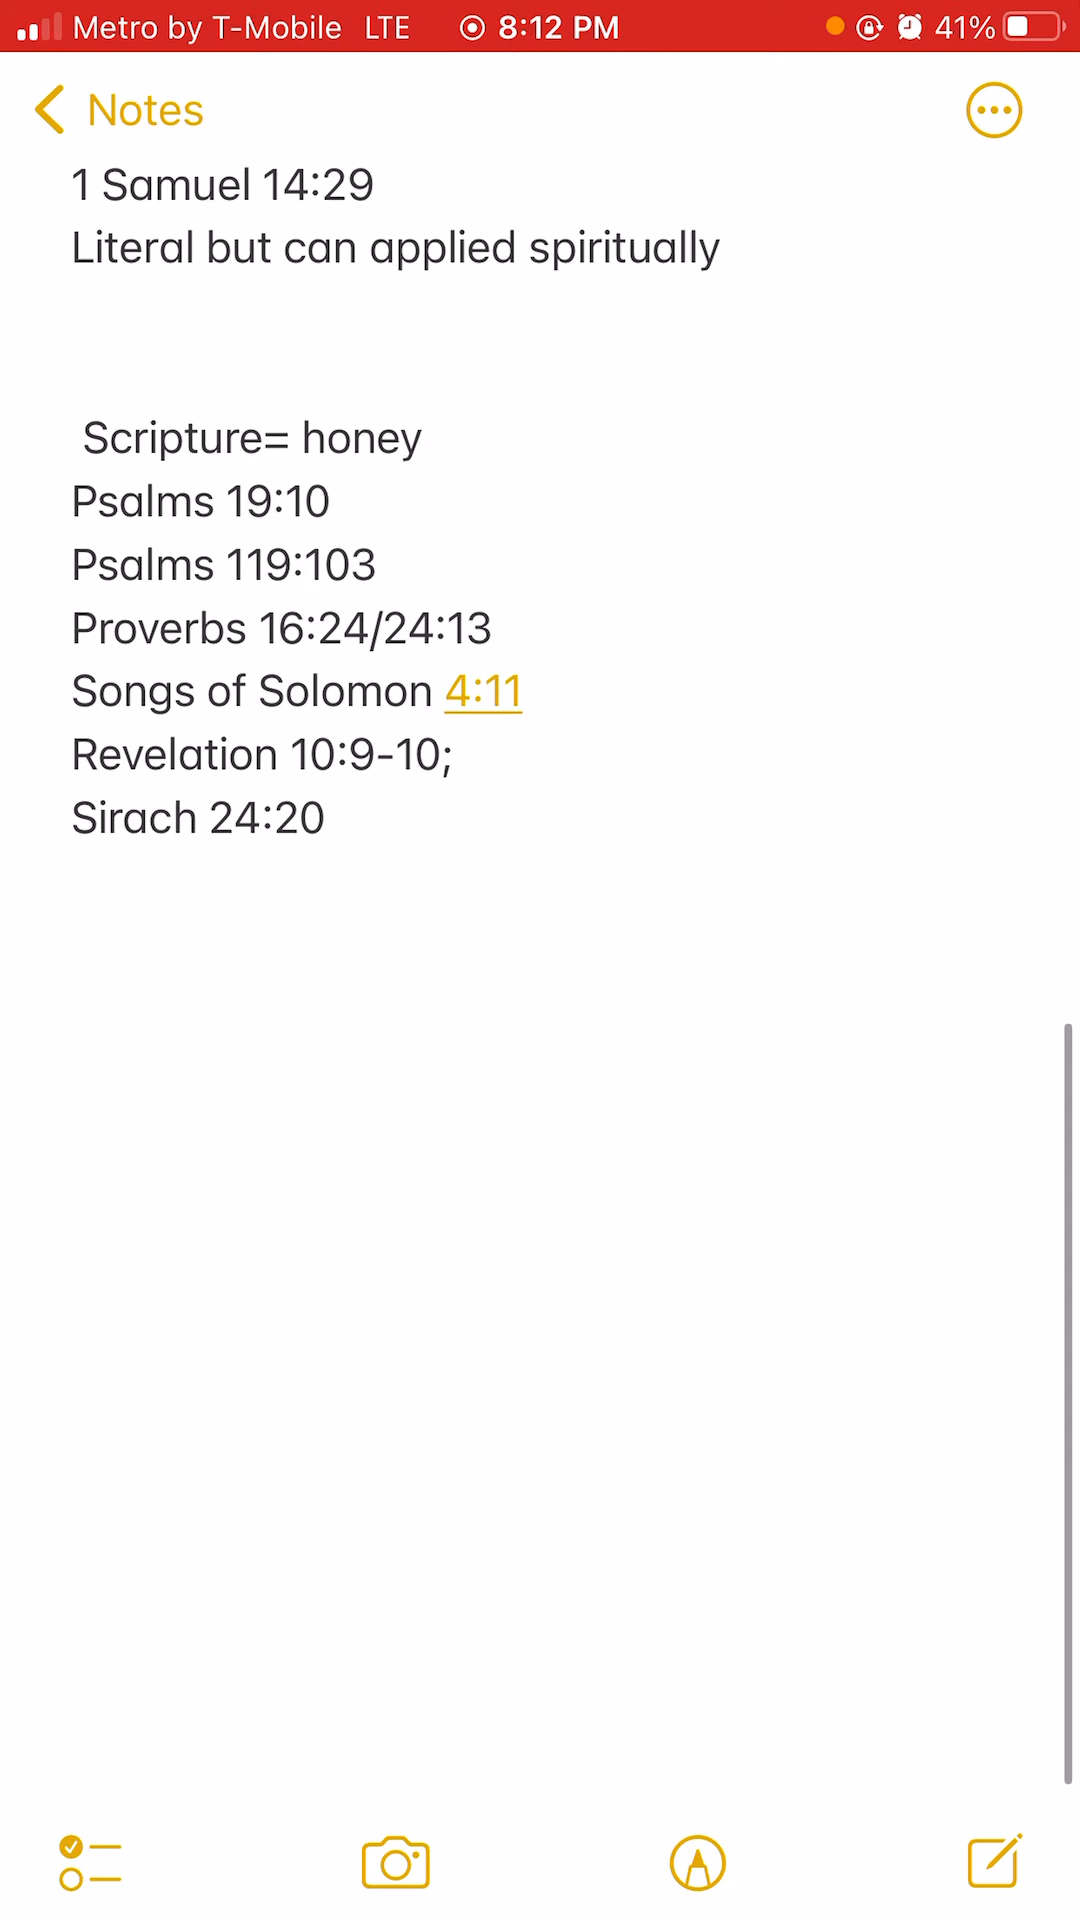 Metro by T-Mobile LTE 8:12 PM 41%
Notes
1 Samuel 14:29
Literal but can applied spiritually
Scripture= honey
Psalms 19:10
Psalms 119:103
Proverbs 16:24/24:13
Songs of Solomon 4:11
Revelation 10:9-10;
Sirach 24:20